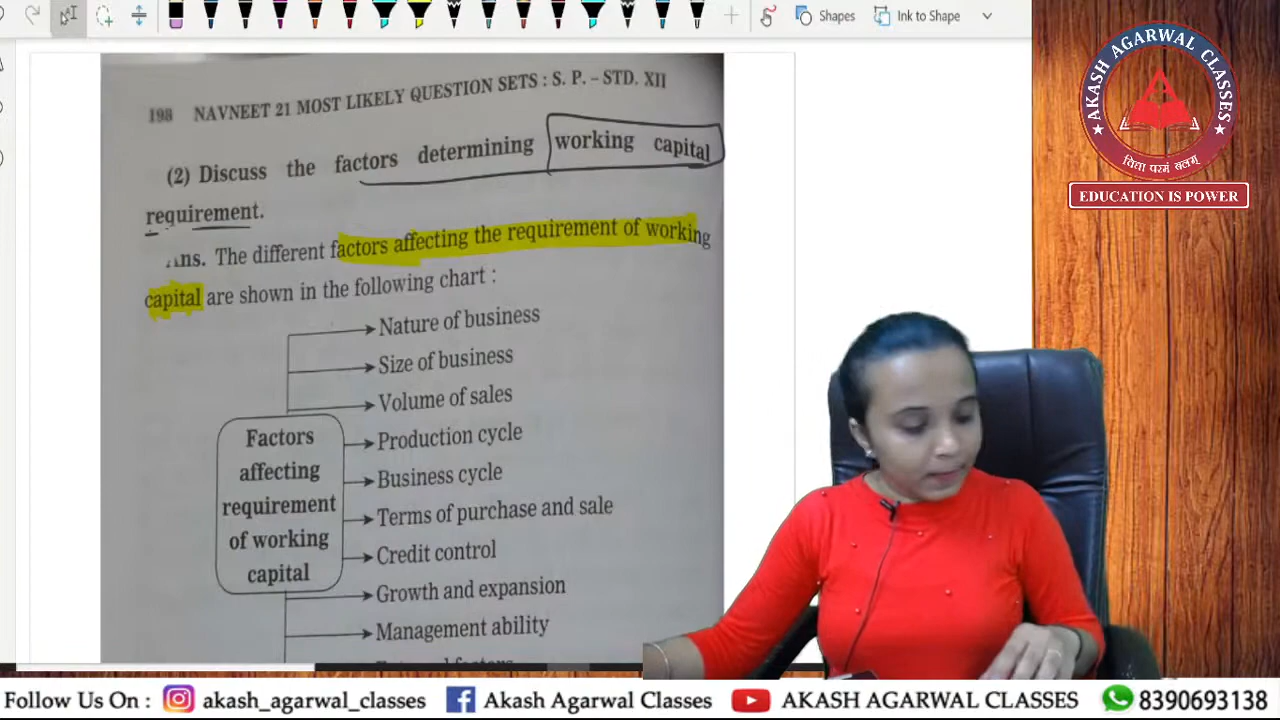 Shapes
Ink to Shape
198 NAVNEET 21 MOST LIKELY QUESTION SETS : S. P. – STD. XII
(2) Discuss the factors determining working capital
requirement.
Ans. The different factors affecting the requirement of working
capital are shown in the following chart :
Nature of business
Size of business
Volume of sales
Production cycle
Business cycle
Terms of purchase and sale
Credit control
Growth and expansion
Management ability
Factors
affecting
requirement
of working
capital
AKASH AGARWAL CLASSES
विद्या परमं बलम्
EDUCATION IS POWER
Follow Us On : akash_agarwal_classes Akash Agarwal Classes AKASH AGARWAL CLASSES 8390693138